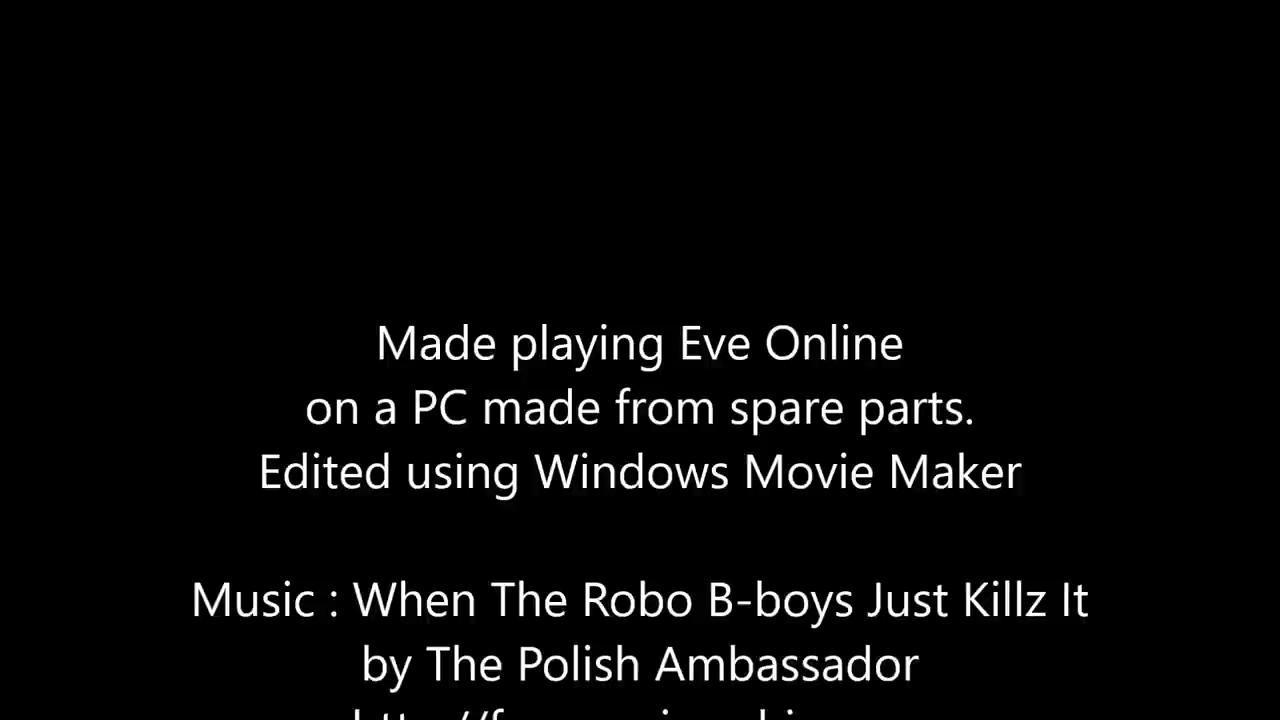 Made playing Eve Online
on a PC made from spare parts.
Edited using Windows Movie Maker
Music : When The Robo B-boys Just Killz It
by The Polish Ambassador